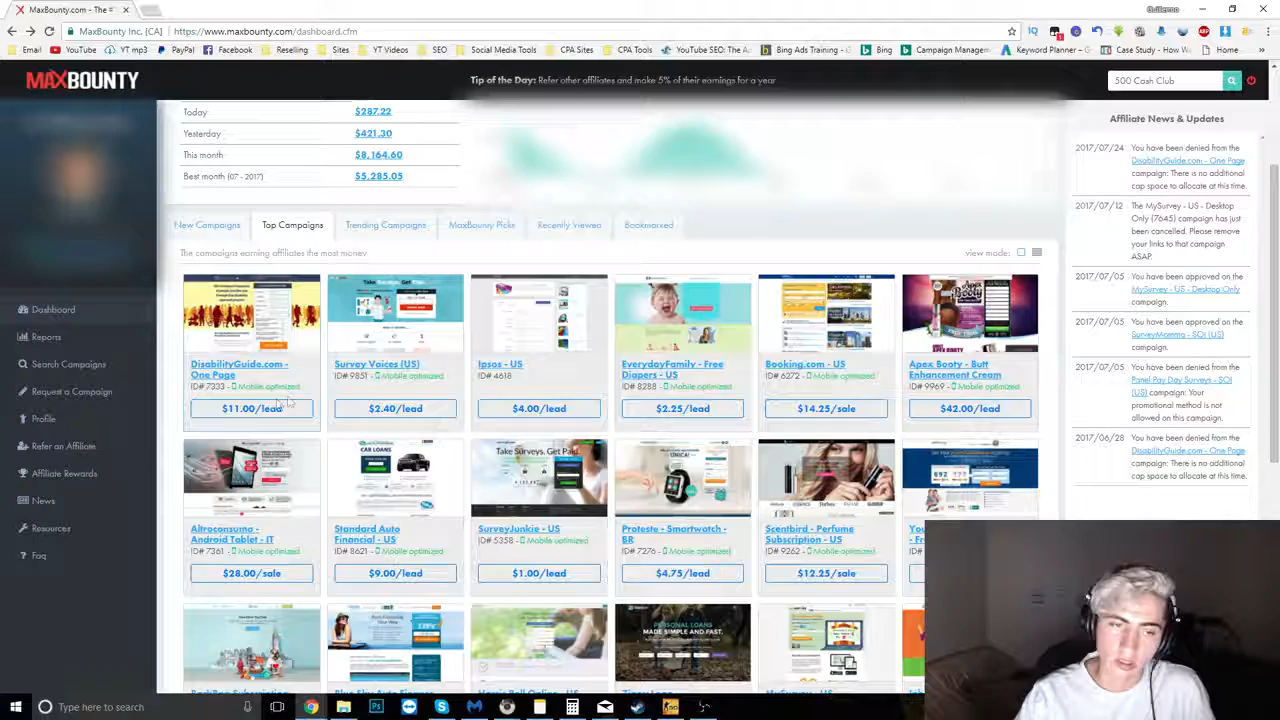 MaxBounty.com - The #
Guillermo
MaxBounty Inc. [CA] https://www.maxbounty.com/dashboard.cfm
Email YouTube YT mp3 PayPal Facebook Reselling Sites YT Videos SEO Social Media Tools CPA Sites CPA Tools YouTube SEO: The A Bing Ads Training - G Bing Campaign Manager Keyword Planner - G Case Study - How Y Home
MAXBOUNTY
Tip of the Day: Refer other affiliates and make 5% of their earnings for a year
500 Cash Club
Today $287.22
Yesterday $421.30
This month $8,164.60
Best month (07 - 2017) $5,285.05
New Campaigns Top Campaigns Trending Campaigns MaxBounty Picks Recently Viewed Bookmarked
The campaigns earning affiliates the most money
view mode:
Dashboard
Reports
Search Campaigns
Request a Campaign
Profile
Refer an Affiliate
Affiliate Rewards
News
Resources
Faq
DisabilityGuide.com -
One Page
ID# 7333 - Mobile optimized
$11.00/lead
Survey Voices (US)
ID# 9851 - Mobile optimized
$2.40/lead
Ipsos - US
ID# 4618
$4.00/lead
EverydayFamily - Free
Diapers - US
ID# 8288 - Mobile optimized
$2.25/lead
Booking.com - US
ID# 6272 - Mobile optimized
$14.25/sale
Apex Booty - Butt
Enhancement Cream
ID# 9969 - Mobile optimized
$42.00/lead
Altroconsumo -
Android Tablet - IT
ID# 7361 - Mobile optimized
$28.00/sale
CAR LOANS
Standard Auto
Financial - US
ID# 8621 - Mobile optimized
$9.00/lead
Take Surveys. Get Paid.
SurveyJunkie - US
ID# 5358 - Mobile optimized
$1.00/lead
Proteste - Smartwatch -
BR
ID# 7276 - Mobile optimized
$4.75/lead
Scentbird - Perfume
Subscription - US
ID# 9262 - Mobile optimized
$12.25/sale
PERSONAL LOANS
MADE SIMPLE AND FAST.
Affiliate News & Updates
2017/07/24 You have been denied from the
DisabilityGuide.com - One Page
campaign: There is no additional
cap space to allocate at this time.
2017/07/12 The MySurvey - US - Desktop
Only (7645) campaign has just
been cancelled. Please remove
your links to that campaign
ASAP.
2017/07/05 You have been approved on the
MySurvey - US - Desktop Only
campaign.
2017/07/05 You have been approved on the
SurveyMomma - SOI (US)
campaign.
2017/07/05 You have been denied from the
Panel Pay Day Surveys - SOI
(US) campaign: Your
promotional method is not
allowed on this campaign.
2017/06/28 You have been denied from the
DisabilityGuide.com - One Page
campaign: There is no additional
cap space to allocate at this time.
Type here to search